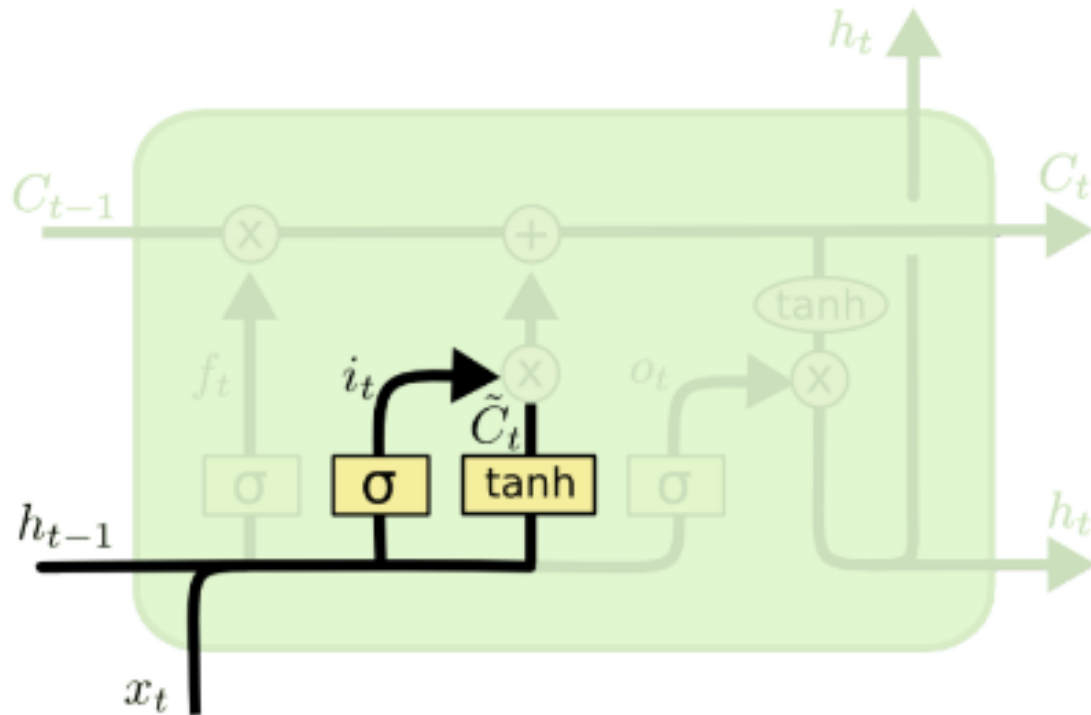 h_t
C_{t-1} C_t
x +
tanh
f_t i_t x o_t x
C̃_t
σ σ tanh σ
h_{t-1} h_t
x_t